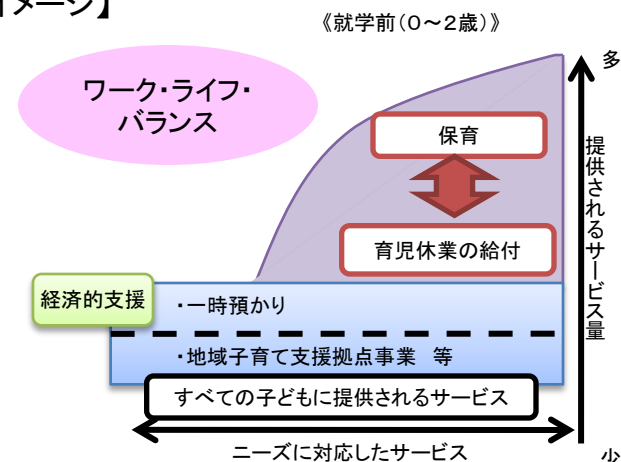 イメージ】
《就学前(0～2歳)》
多
ワーク・ライフ・
バランス
保育
提供されるサービス量
育児休業の給付
経済的支援
・一時預かり
・地域子育て支援拠点事業　等
すべての子どもに提供されるサービス
ニーズに対応したサービス
少